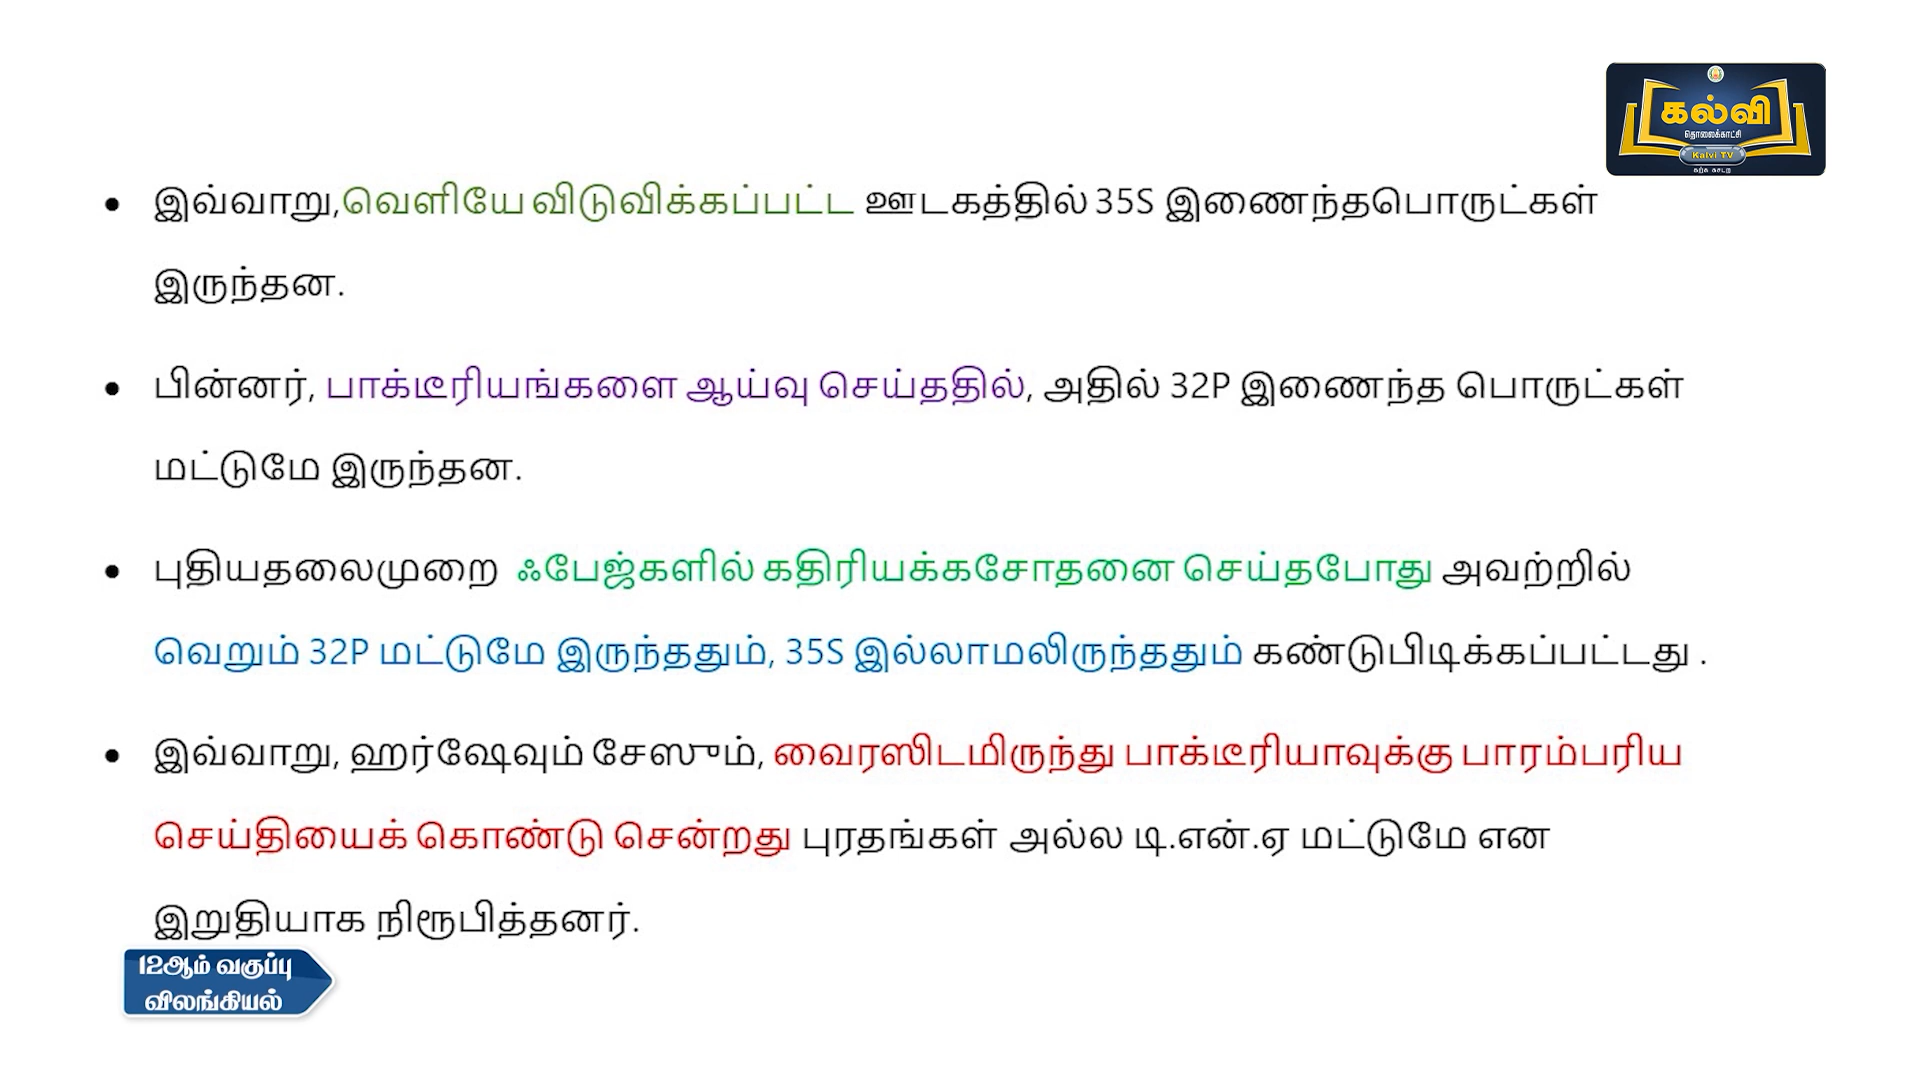 கல்வி
தொலைக்காட்சி
Kalvi TV
கற்க கசடற
• இவ்வாறு,வெளியே விடுவிக்கப்பட்ட ஊடகத்தில் 35S இணைந்தபொருட்கள்
இருந்தன.
• பின்னர், பாக்டீரியங்களை ஆய்வு செய்ததில், அதில் 32P இணைந்த பொருட்கள்
மட்டுமே இருந்தன.
• புதியதலைமுறை ஃபேஜ்களில் கதிரியக்கசோதனை செய்தபோது அவற்றில்
வெறும் 32P மட்டுமே இருந்ததும், 35S இல்லாமலிருந்ததும் கண்டுபிடிக்கப்பட்டது .
• இவ்வாறு, ஹர்ஷேவும் சேஸும், வைரஸிடமிருந்து பாக்டீரியாவுக்கு பாரம்பரிய
செய்தியைக் கொண்டு சென்றது புரதங்கள் அல்ல டி.என்.ஏ மட்டுமே என
இறுதியாக நிரூபித்தனர்.
12ஆம் வகுப்பு
விலங்கியல்